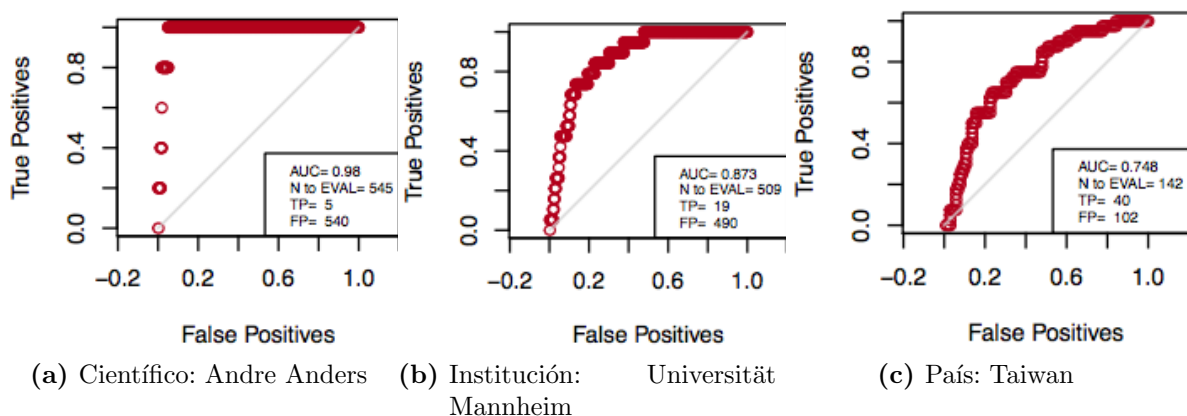 True Positives
0.0 0.4 0.8
AUC= 0.98
N to EVAL= 545
TP= 5
FP= 540
−0.2 0.2 0.6 1.0
False Positives
(a) Científico: Andre Anders
True Positives
0.0 0.4 0.8
AUC= 0.873
N to EVAL= 509
TP= 19
FP= 490
−0.2 0.2 0.6 1.0
False Positives
(b) Institución: Universität
Mannheim
True Positives
0.0 0.4 0.8
AUC= 0.748
N to EVAL= 142
TP= 40
FP= 102
−0.2 0.2 0.6 1.0
False Positives
(c) País: Taiwan